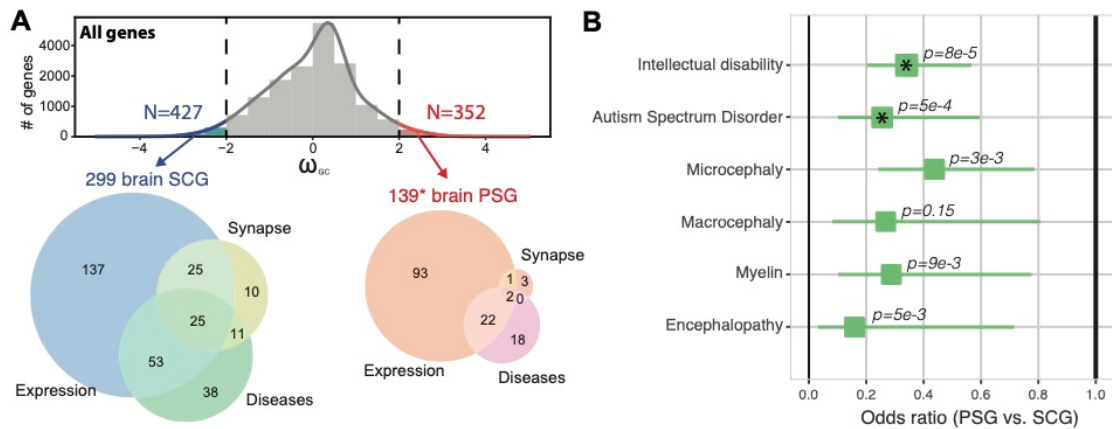 A
All genes
# of genes
4000
2000
1000
0
N=427
N=352
−4
−2
0
2
4
ωGC
299 brain SCG
139* brain PSG
Synapse
137
25
10
25
11
53
38
Expression
Diseases
Synapse
93
1
3
2
0
22
18
Expression
Diseases
B
Intellectual disability
p=8e-5
*
Autism Spectrum Disorder
p=5e-4
*
Microcephaly
p=3e-3
Macrocephaly
p=0.15
Myelin
p=9e-3
Encephalopathy
p=5e-3
0.0
0.2
0.4
0.6
0.8
1.0
Odds ratio (PSG vs. SCG)